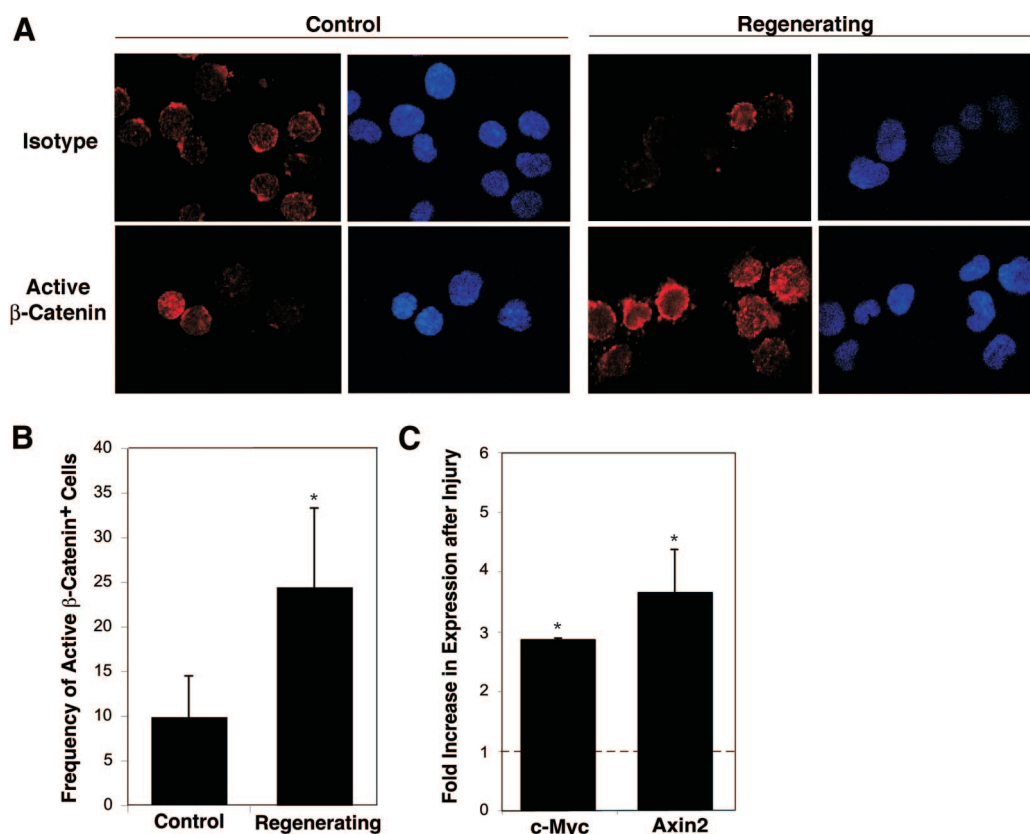 A
Control
Regenerating
Isotype
Active
β-Catenin
B
Frequency of Active β-Catenin+ Cells
40
35
30
25
20
15
10
5
0
*
Control
Regenerating
C
Fold Increase in Expression after Injury
6
5
4
3
2
1
0
*
*
c-Myc
Axin2